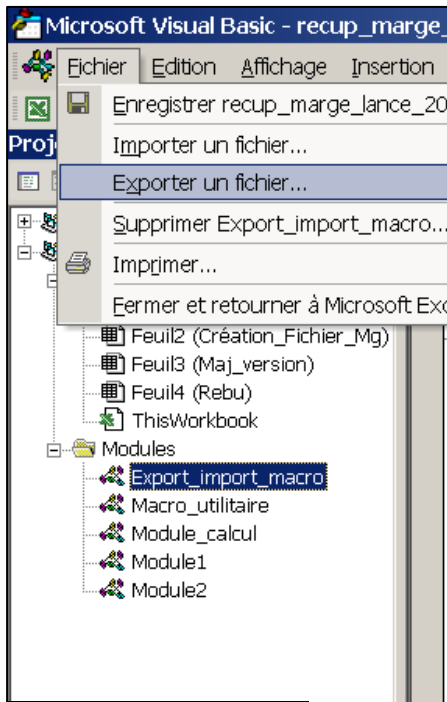 Microsoft Visual Basic - recup_marge_
Fichier Edition Affichage Insertion
Enregistrer recup_marge_lance_20
Proj
Importer un fichier...
Exporter un fichier...
Supprimer Export_import_macro...
Imprimer...
Fermer et retourner à Microsoft Exc
Feuil2 (Création_Fichier_Mg)
Feuil3 (Maj_version)
Feuil4 (Rebu)
ThisWorkbook
Modules
Export_import_macro
Macro_utilitaire
Module_calcul
Module1
Module2